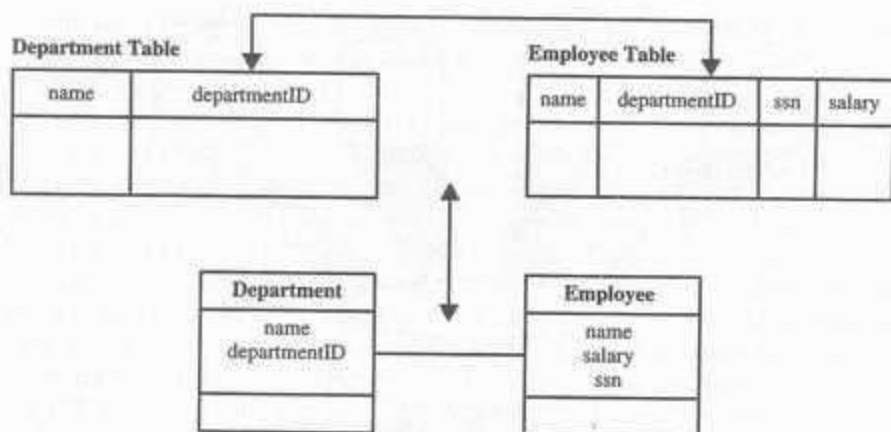 Department Table
name departmentID
Employee Table
name departmentID ssn salary
Department
name
departmentID
Employee
name
salary
ssn